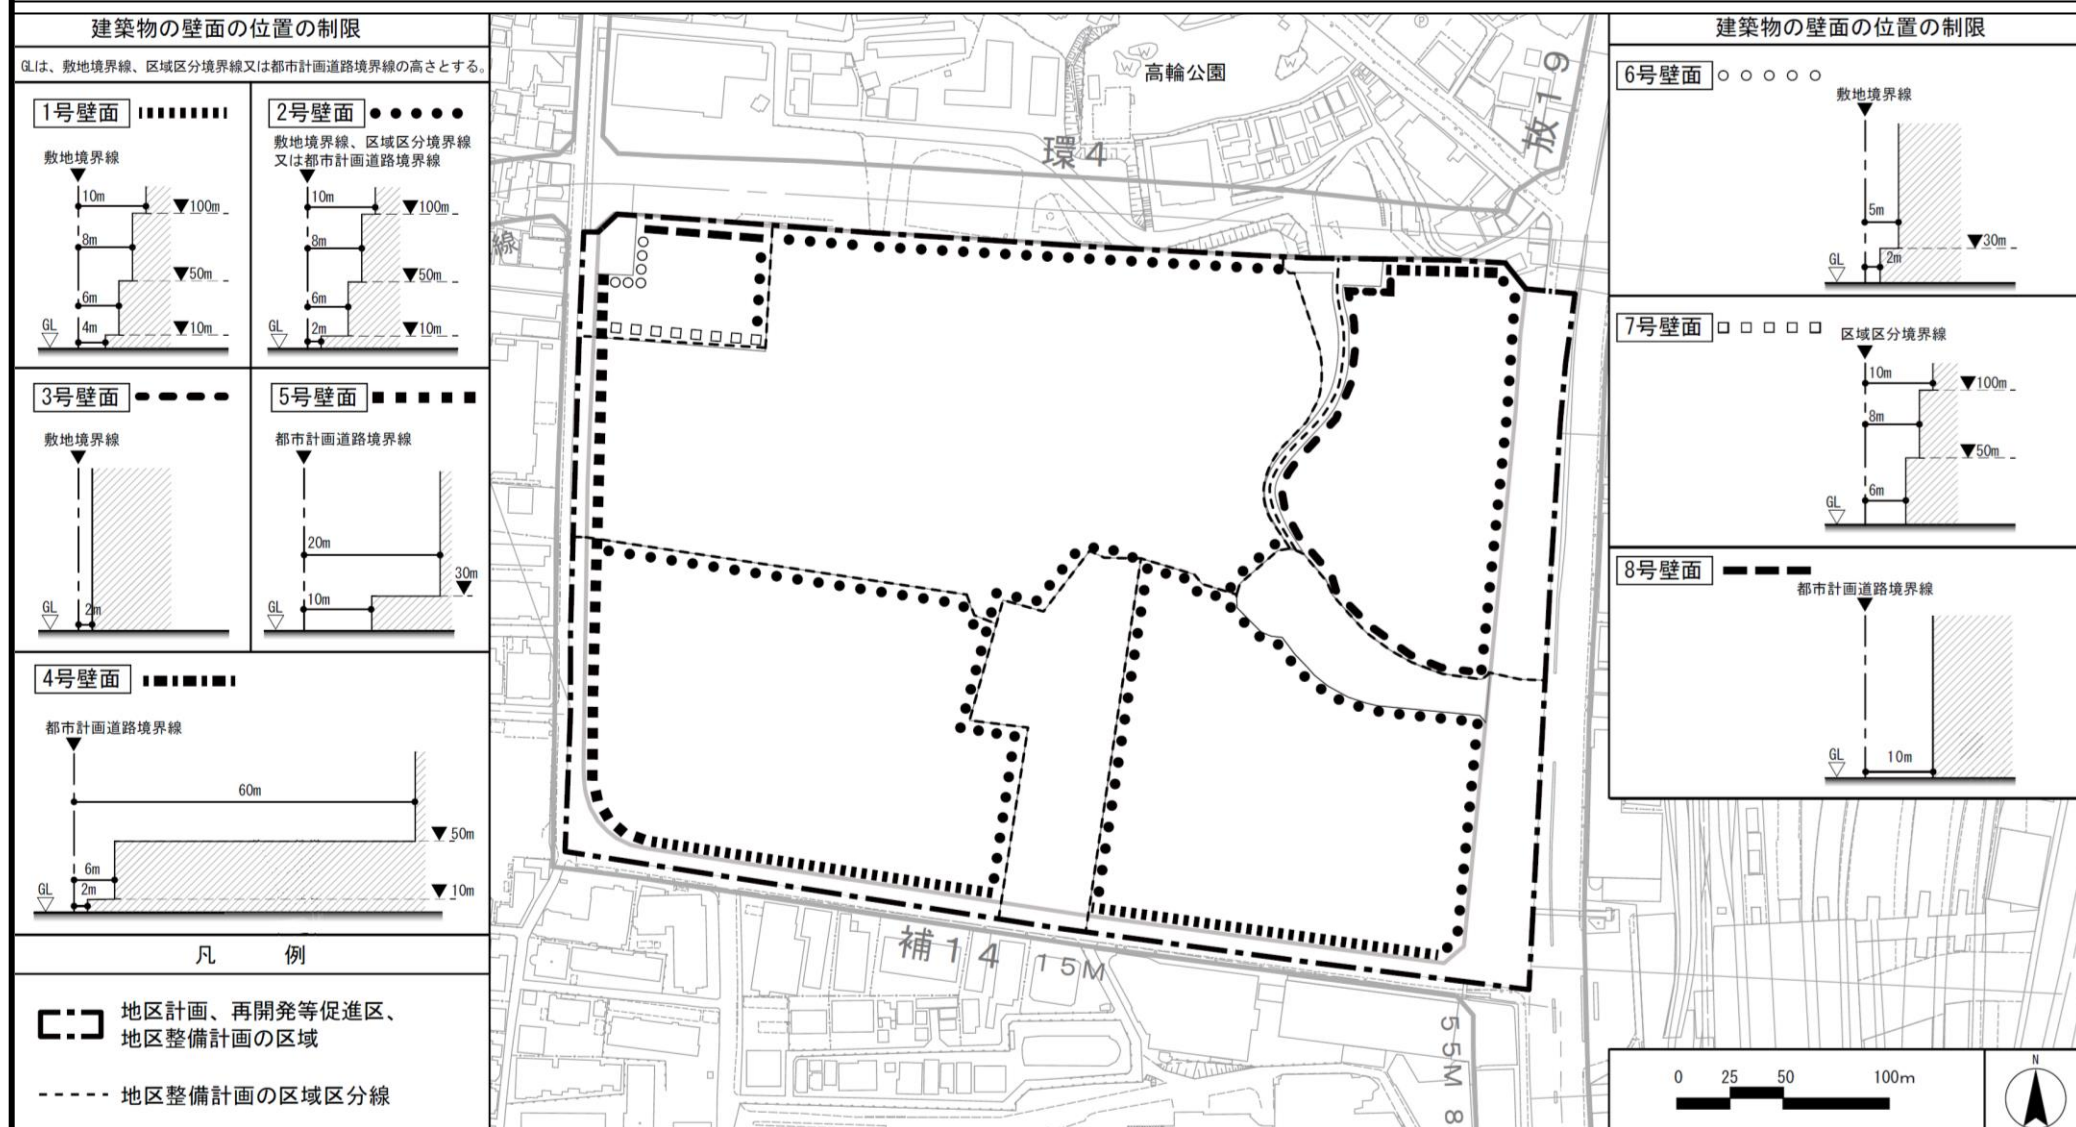 建築物の壁面の位置の制限
GLは、敷地境界線、区域区分境界線又は都市計画道路境界線の高さとする。
1号壁面
敷地境界線
10m
▼100m
8m
▼50m
6m
GL
4m
▼10m
2号壁面
敷地境界線、区域区分境界線
又は都市計画道路境界線
10m
▼100m
8m
▼50m
6m
GL
2m
▼10m
3号壁面
敷地境界線
GL
2m
5号壁面
都市計画道路境界線
20m
30m
10m
GL
4号壁面
都市計画道路境界線
60m
▼50m
6m
GL
2m
▼10m
凡 例
地区計画、再開発等促進区、
地区整備計画の区域
地区整備計画の区域区分線
高輪公園
環4
放19
線
補14 15M
55M 8
建築物の壁面の位置の制限
6号壁面
敷地境界線
5m
▼30m
GL
2m
7号壁面
区域区分境界線
10m
▼100m
8m
▼50m
6m
GL
8号壁面
都市計画道路境界線
GL
10m
0 25 50 100m
N